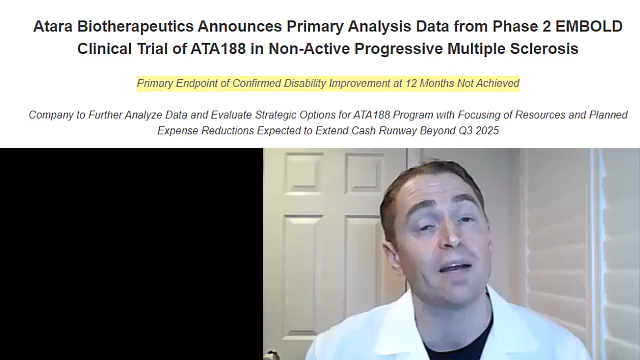 Atara Biotherapeutics Announces Primary Analysis Data from Phase 2 EMBOLD
Clinical Trial of ATA188 in Non-Active Progressive Multiple Sclerosis
Primary Endpoint of Confirmed Disability Improvement at 12 Months Not Achieved
Company to Further Analyze Data and Evaluate Strategic Options for ATA188 Program with Focusing of Resources and Planned
Expense Reductions Expected to Extend Cash Runway Beyond Q3 2025